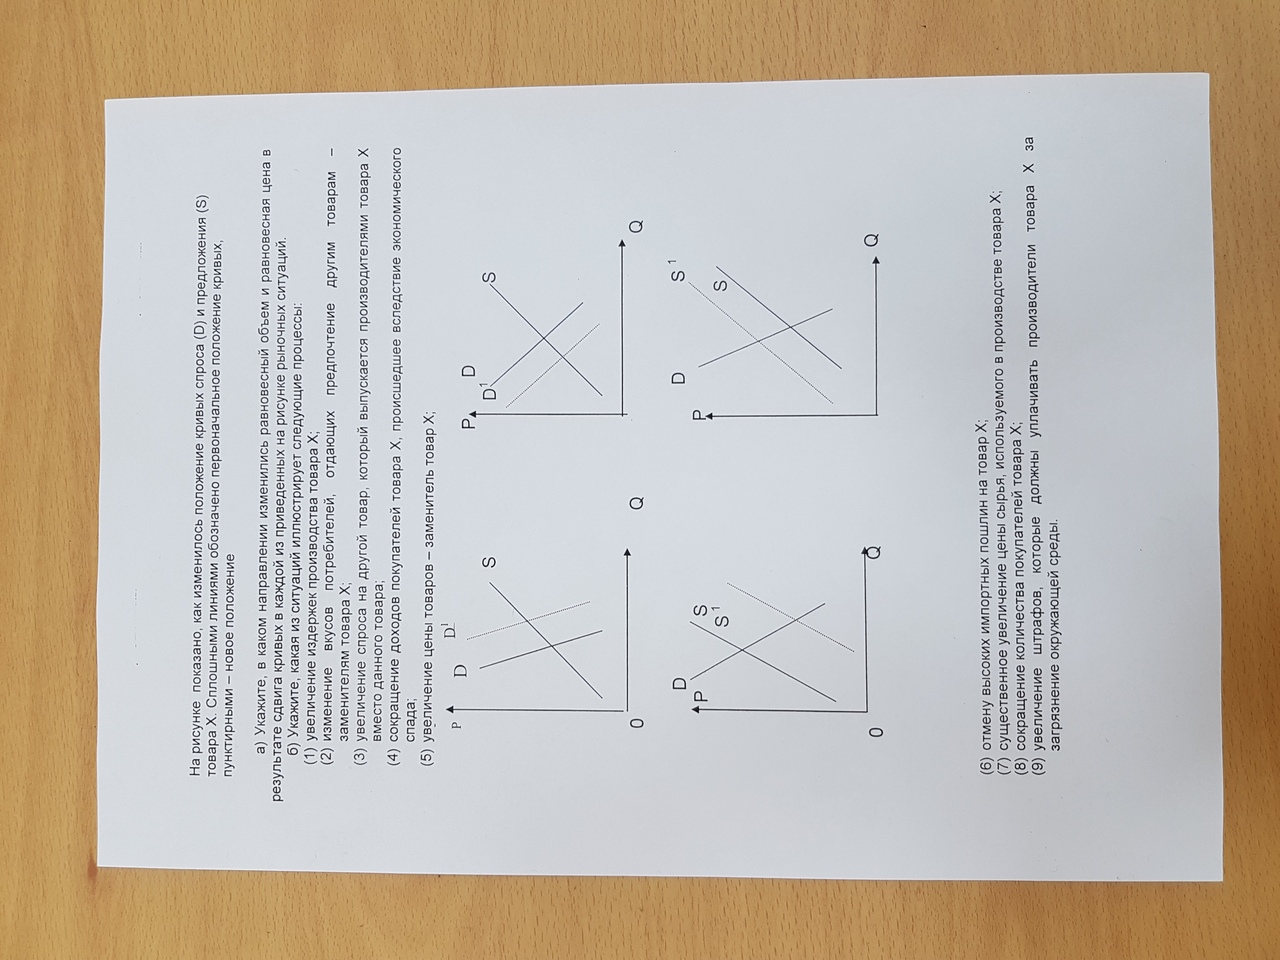 На рисунке показано, как изменилось положение кривых спроса (D) и предложения (S)
товара X. Сплошными линиями обозначено первоначальное положение кривых,
пунктирными – новое положение
а) Укажите, в каком направлении изменились равновесный объем и равновесная цена в
результате сдвига кривых в каждой из приведенных на рисунке рыночных ситуаций.
б) Укажите, какая из ситуаций иллюстрирует следующие процессы:
(1) увеличение издержек производства товара X;
(2) изменение вкусов потребителей, отдающих предпочтение другим товарам –
заменителям товара X;
(3) увеличение спроса на другой товар, который выпускается производителями товара X
вместо данного товара;
(4) сокращение доходов покупателей товара X, происшедшее вследствие экономического
спада;
(5) увеличение цены товаров – заменитель товар X;
P D D¹ S
0 Q
P D
D¹ S
Q
D
P S
S¹
0 Q
D S¹
P S
Q
(6) отмену высоких импортных пошлин на товар X;
(7) существенное увеличение цены сырья, используемого в производстве товара X;
(8) сокращение количества покупателей товара X;
(9) увеличение штрафов, которые должны уплачивать производители товара X за
загрязнение окружающей среды.